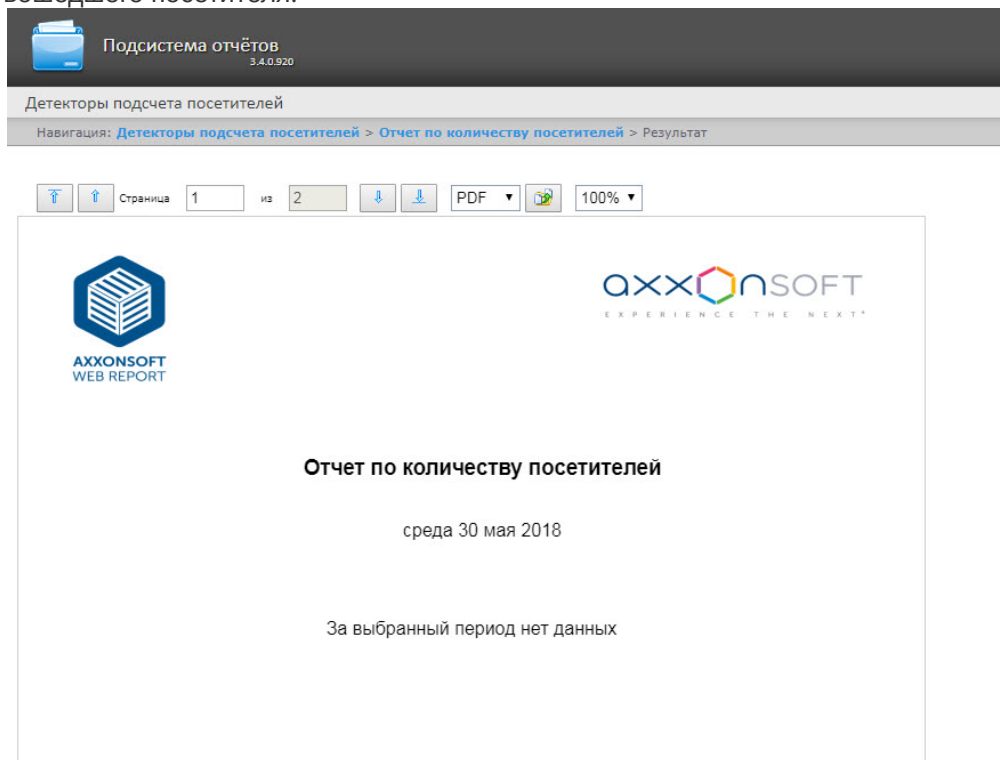 вошедшего посетителя.
Подсистема отчётов
3.4.0.920
Детекторы подсчета посетителей
Навигация: Детекторы подсчета посетителей > Отчет по количеству посетителей > Результат
Страница 1 из 2 PDF 100%
axxonsoft
EXPERIENCE THE NEXT
AXXONSOFT
WEB REPORT
Отчет по количеству посетителей
среда 30 мая 2018
За выбранный период нет данных